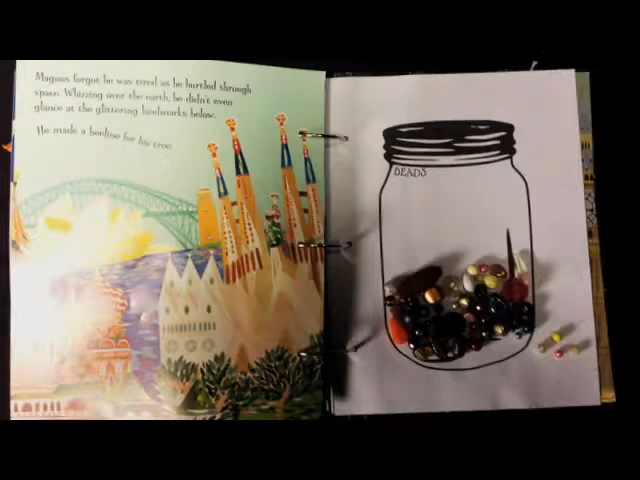 Magnus forgot he was tired as he hurtled through
space. Whizzing over the earth, he didn't even
glance at the glittering landmarks below.
He made a beeline for his tree.
BEADS